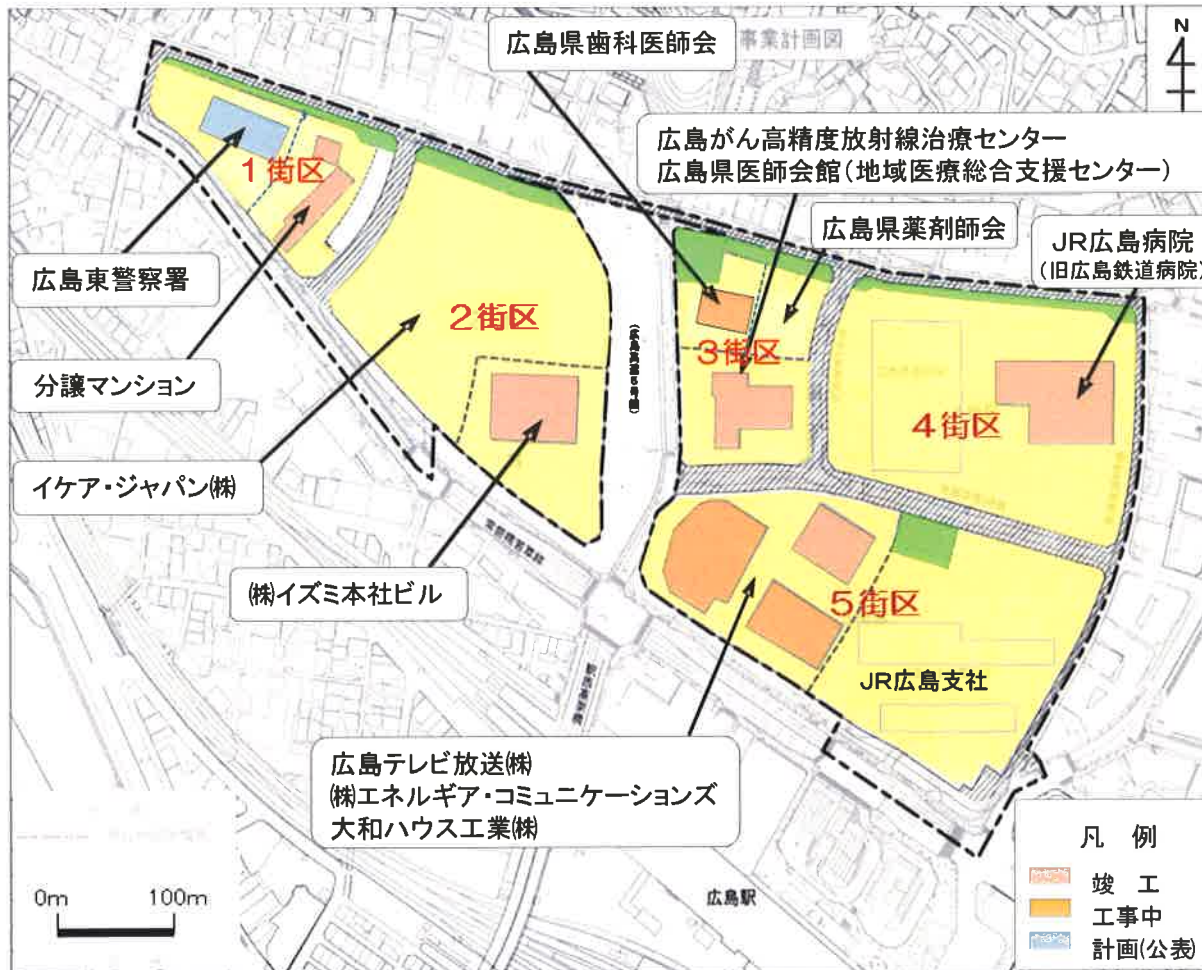 事業計画図
N
広島県歯科医師会
広島がん高精度放射線治療センター
広島県医師会館(地域医療総合支援センター)
広島県薬剤師会
JR広島病院
(旧広島鉄道病院)
1街区
広島東警察署
分譲マンション
2街区
3街区
4街区
イケア・ジャパン(株)
(株)イズミ本社ビル
5街区
JR広島支社
広島テレビ放送(株)
(株)エネルギア・コミュニケーションズ
大和ハウス工業(株)
広島駅
0m 100m
凡 例
竣 工
工事中
計画(公表)